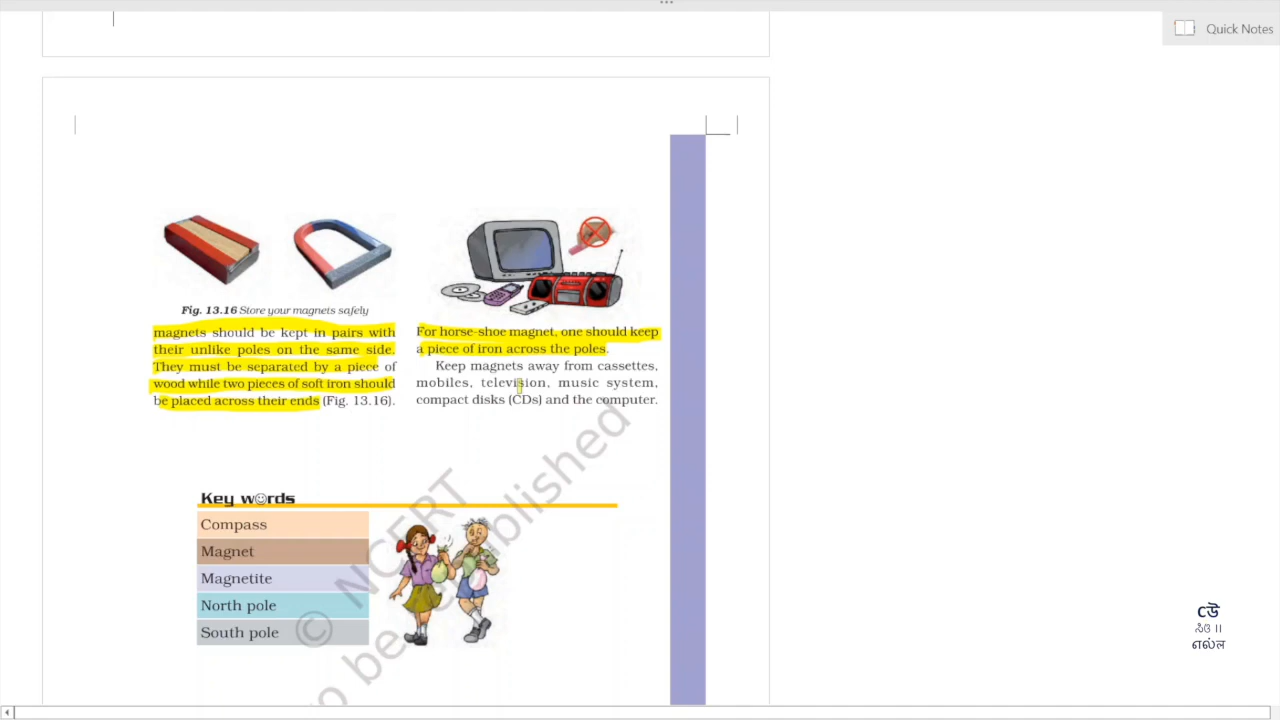 Quick Notes
Fig. 13.16 Store your magnets safely
magnets should be kept in pairs with
their unlike poles on the same side.
They must be separated by a piece of
wood while two pieces of soft iron should
be placed across their ends (Fig. 13.16).
For horse-shoe magnet, one should keep
a piece of iron across the poles.
Keep magnets away from cassettes,
mobiles, television, music system,
compact disks (CDs) and the computer.
Key words
Compass
Magnet
Magnetite
North pole
South pole
© NCERT
o be published
எல்ல